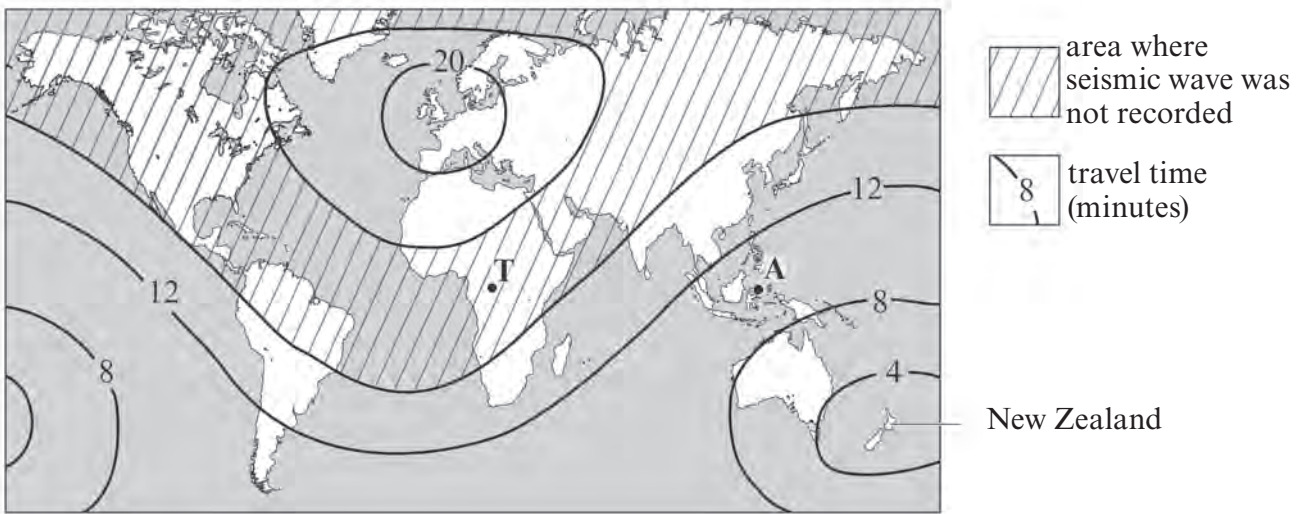 20
12
T
A
12
8
8
4
area where
seismic wave was
not recorded
8
travel time
(minutes)
New Zealand